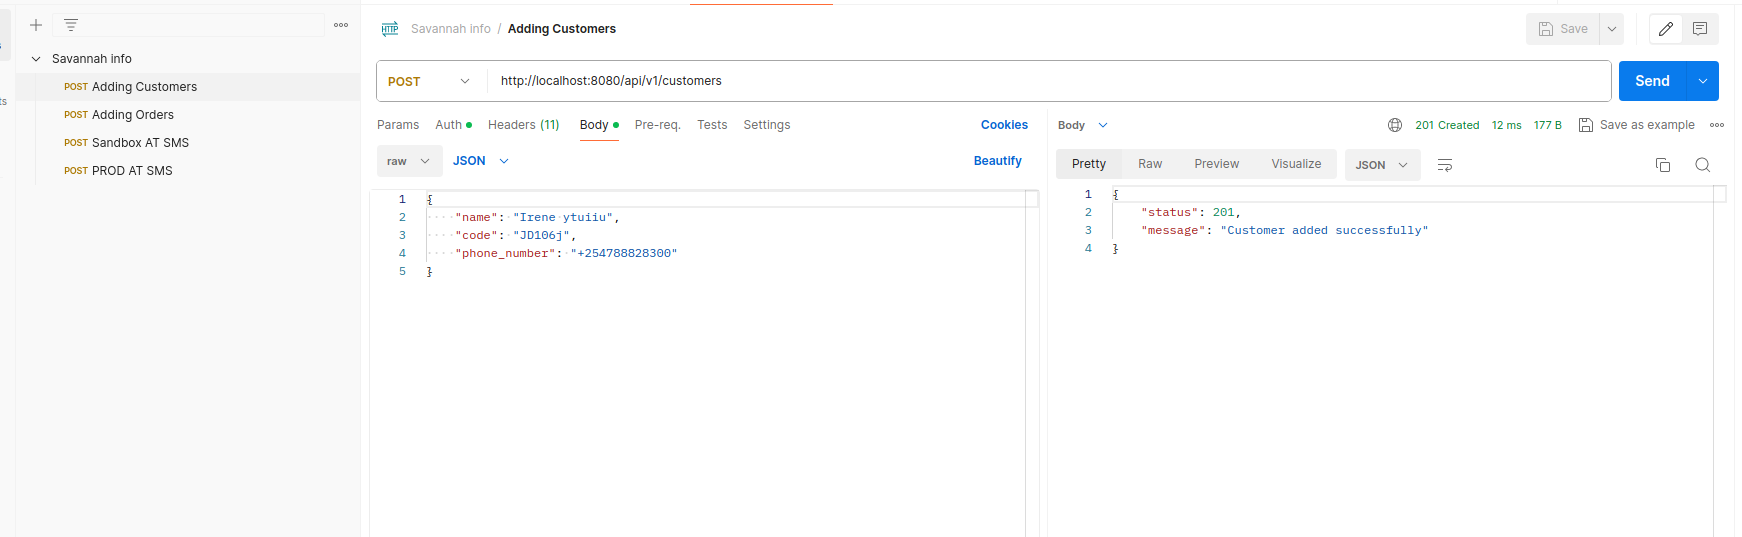 Savannah info / Adding Customers
Save
Savannah info
POST Adding Customers
POST Adding Orders
POST Sandbox AT SMS
POST PROD AT SMS
POST http://localhost:8080/api/v1/customers Send
Params Auth Headers (11) Body Pre-req. Tests Settings Cookies
raw JSON Beautify
1 {
2 "name": "Irene ytuiiu",
3 "code": "JD106j",
4 "phone_number": "+254788828300"
5 }
Body 201 Created 12 ms 177 B Save as example
Pretty Raw Preview Visualize JSON
1 {
2 "status": 201,
3 "message": "Customer added successfully"
4 }